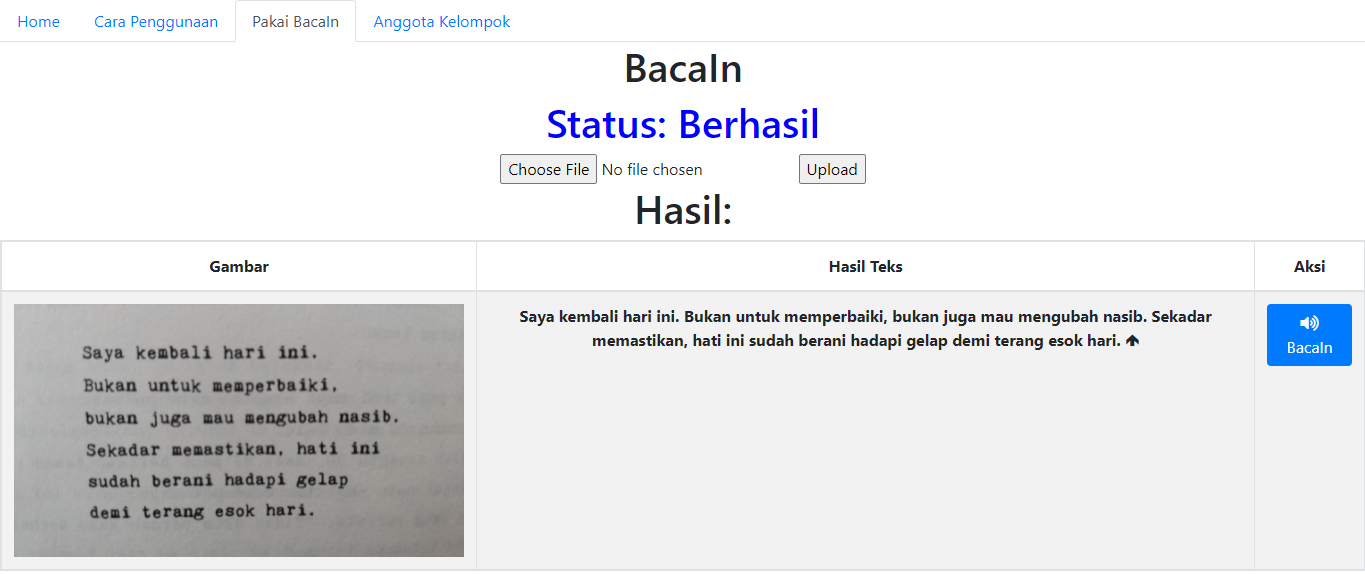 Home Cara Penggunaan Pakai BacaIn Anggota Kelompok
BacaIn
Status: Berhasil
Choose File No file chosen Upload
Hasil:
Gambar Hasil Teks Aksi
Saya kembali hari ini.
Bukan untuk memperbaiki,
bukan juga mau mengubah nasib.
Sekadar memastikan, hati ini
sudah berani hadapi gelap
demi terang esok hari.
Saya kembali hari ini. Bukan untuk memperbaiki, bukan juga mau mengubah nasib. Sekadar
memastikan, hati ini sudah berani hadapi gelap demi terang esok hari.
BacaIn